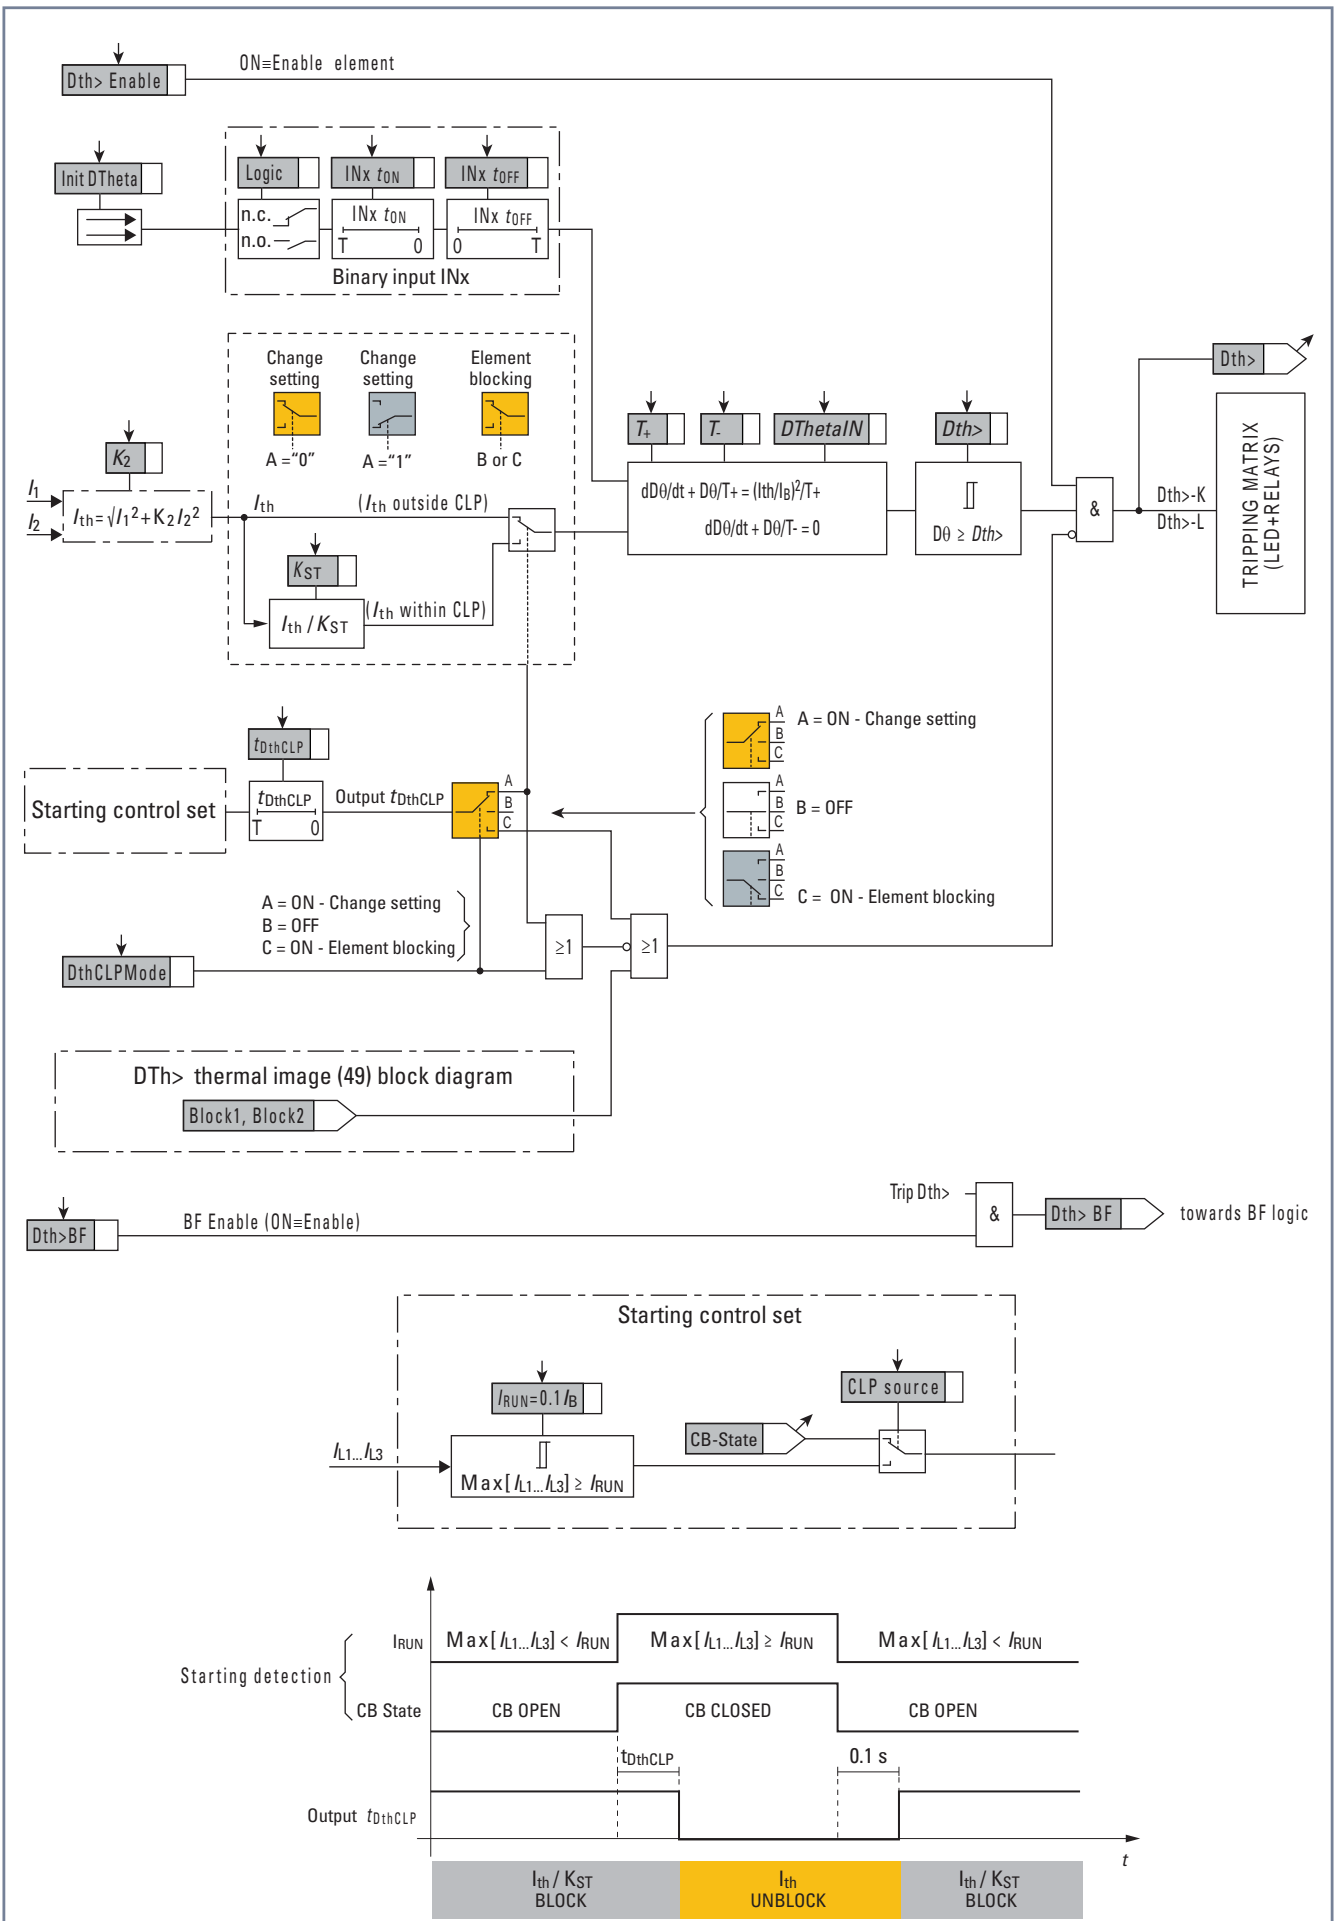 Dth> Enable
ON≡Enable element
Init DTheta
Logic
INx tON
INx tOFF
n.c.
n.o.
INx tON
T 0
INx tOFF
0 T
Binary input INx
Change setting
A ="0"
Change setting
A ="1"
Element blocking
B or C
K2
I1
I2
Ith = √I1² + K2 I2²
Ith
(Ith outside CLP)
KST
Ith / KST
(Ith within CLP)
T+
T-
DThetaIN
Dth>
dDθ/dt + Dθ/T+ = (Ith/IB)²/T+
dDθ/dt + Dθ/T- = 0
Dθ ≥ Dth>
&
Dth>
Dth>-K
Dth>-L
TRIPPING MATRIX
(LED+RELAYS)
tDthCLP
Starting control set
tDthCLP
T 0
Output tDthCLP
A
B
C
A
B
C
A = ON - Change setting
A
B
C
B = OFF
A
B
C
C = ON - Element blocking
A = ON - Change setting
B = OFF
C = ON - Element blocking
≥1
≥1
DthCLPMode
DTh> thermal image (49) block diagram
Block1, Block2
Trip Dth>
Dth>BF
BF Enable (ON≡Enable)
&
Dth> BF
towards BF logic
Starting control set
IRUN=0.1 IB
CLP source
CB-State
IL1...IL3
Max[IL1...IL3] ≥ IRUN
IRUN
Max[IL1...IL3] < IRUN
Max[IL1...IL3] ≥ IRUN
Max[IL1...IL3] < IRUN
Starting detection
CB State
CB OPEN
CB CLOSED
CB OPEN
tDthCLP
0.1 s
Output tDthCLP
t
Ith / KST
BLOCK
Ith
UNBLOCK
Ith / KST
BLOCK